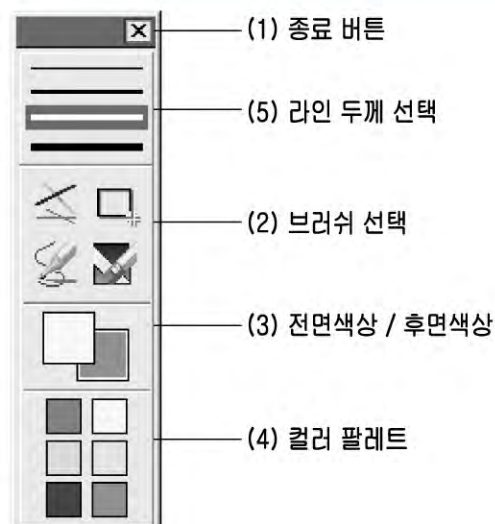 (1) 종료 버튼
(5) 라인 두께 선택
(2) 브러쉬 선택
(3) 전면색상 / 후면색상
(4) 컬러 팔레트